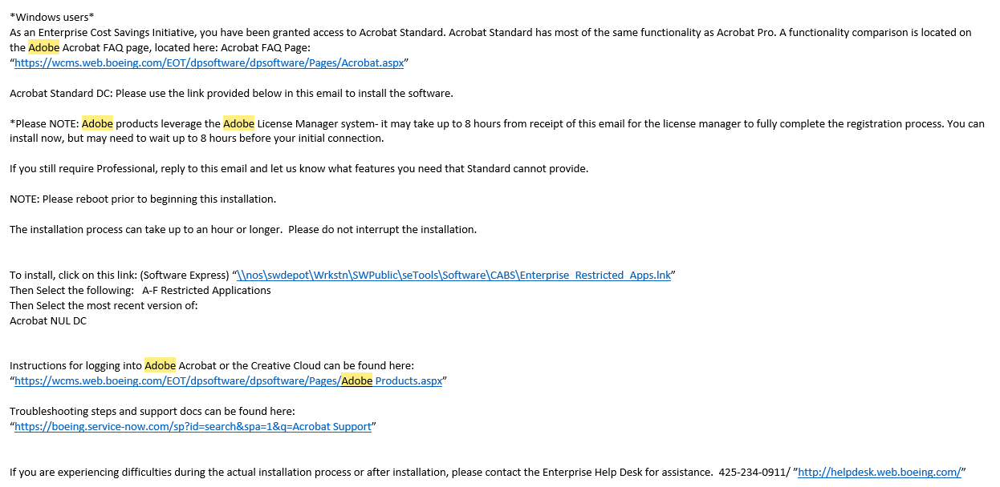 *Windows users*
As an Enterprise Cost Savings Initiative, you have been granted access to Acrobat Standard. Acrobat Standard has most of the same functionality as Acrobat Pro. A functionality comparison is located on
the Adobe Acrobat FAQ page, located here: Acrobat FAQ Page:
“https://wcms.web.boeing.com/EOT/dpsoftware/dpsoftware/Pages/Acrobat.aspx”
Acrobat Standard DC: Please use the link provided below in this email to install the software.
*Please NOTE: Adobe products leverage the Adobe License Manager system- it may take up to 8 hours from receipt of this email for the license manager to fully complete the registration process. You can
install now, but may need to wait up to 8 hours before your initial connection.
If you still require Professional, reply to this email and let us know what features you need that Standard cannot provide.
NOTE: Please reboot prior to beginning this installation.
The installation process can take up to an hour or longer.  Please do not interrupt the installation.
To install, click on this link: (Software Express) “\\nos\swdepot\Wrkstn\SWPublic\seTools\Software\CABS\Enterprise_Restricted_Apps.lnk”
Then Select the following:   A-F Restricted Applications
Then Select the most recent version of:
Acrobat NUL DC
Instructions for logging into Adobe Acrobat or the Creative Cloud can be found here:
“https://wcms.web.boeing.com/EOT/dpsoftware/dpsoftware/Pages/Adobe Products.aspx”
Troubleshooting steps and support docs can be found here:
“https://boeing.service-now.com/sp?id=search&spa=1&q=Acrobat Support”
If you are experiencing difficulties during the actual installation process or after installation, please contact the Enterprise Help Desk for assistance.  425-234-0911/ ”http://helpdesk.web.boeing.com/”